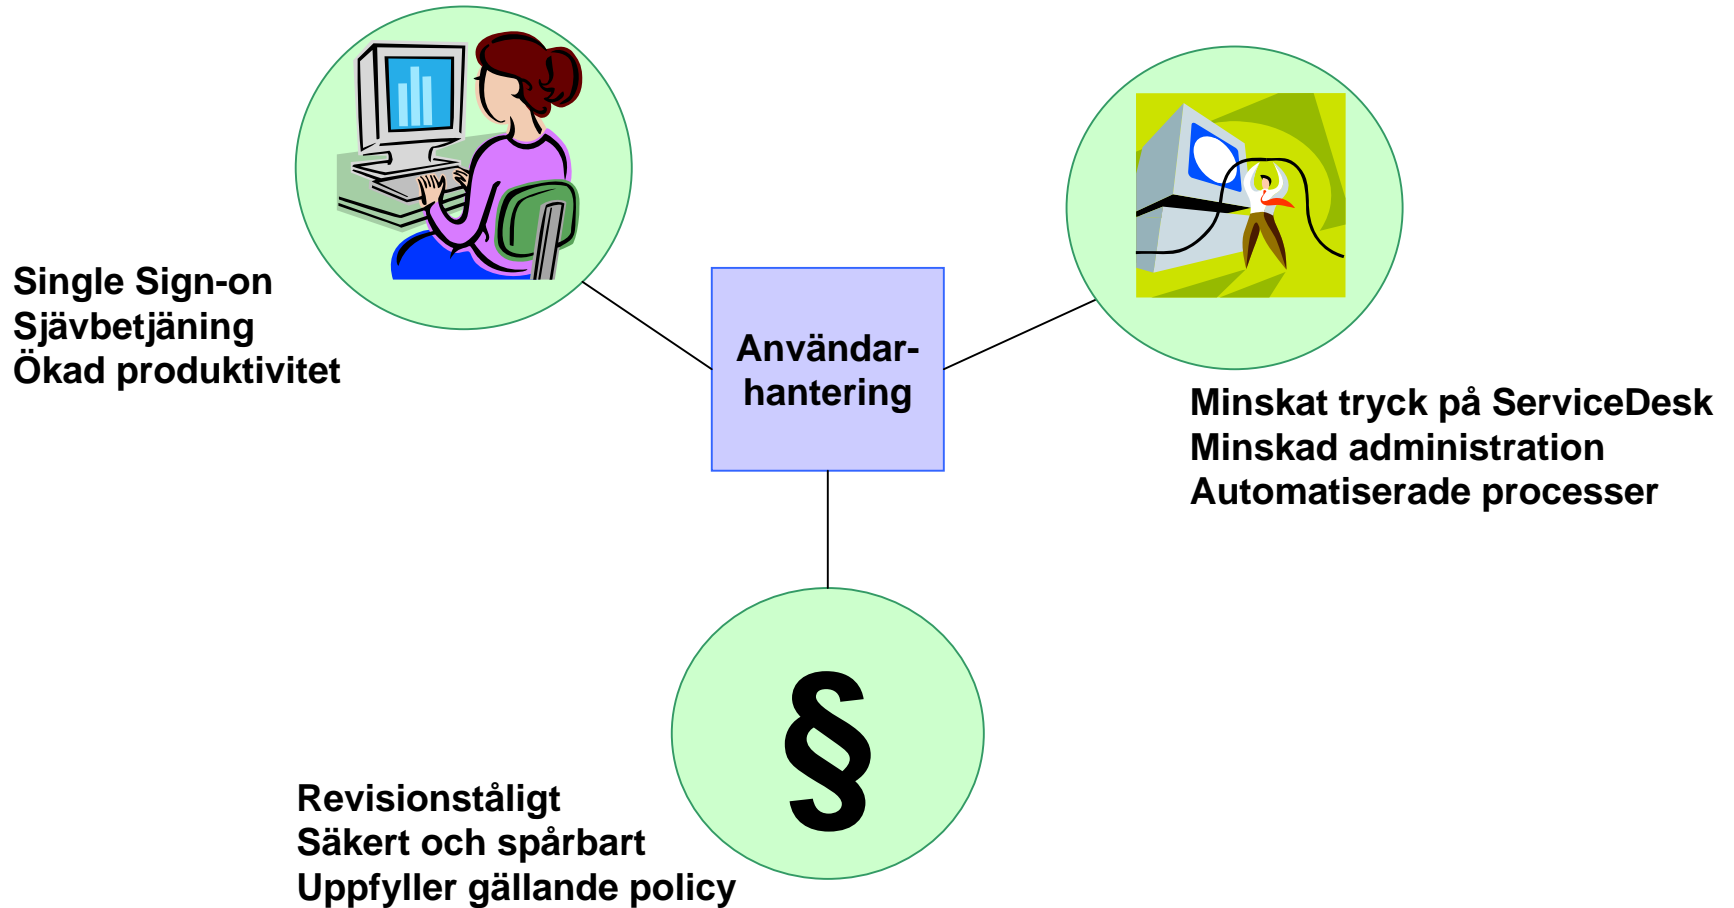 Single Sign-on
Sjävbetjäning
Ökad produktivitet
Användar-
hantering
Minskat tryck på ServiceDesk
Minskad administration
Automatiserade processer
§
Revisionståligt
Säkert och spårbart
Uppfyller gällande policy